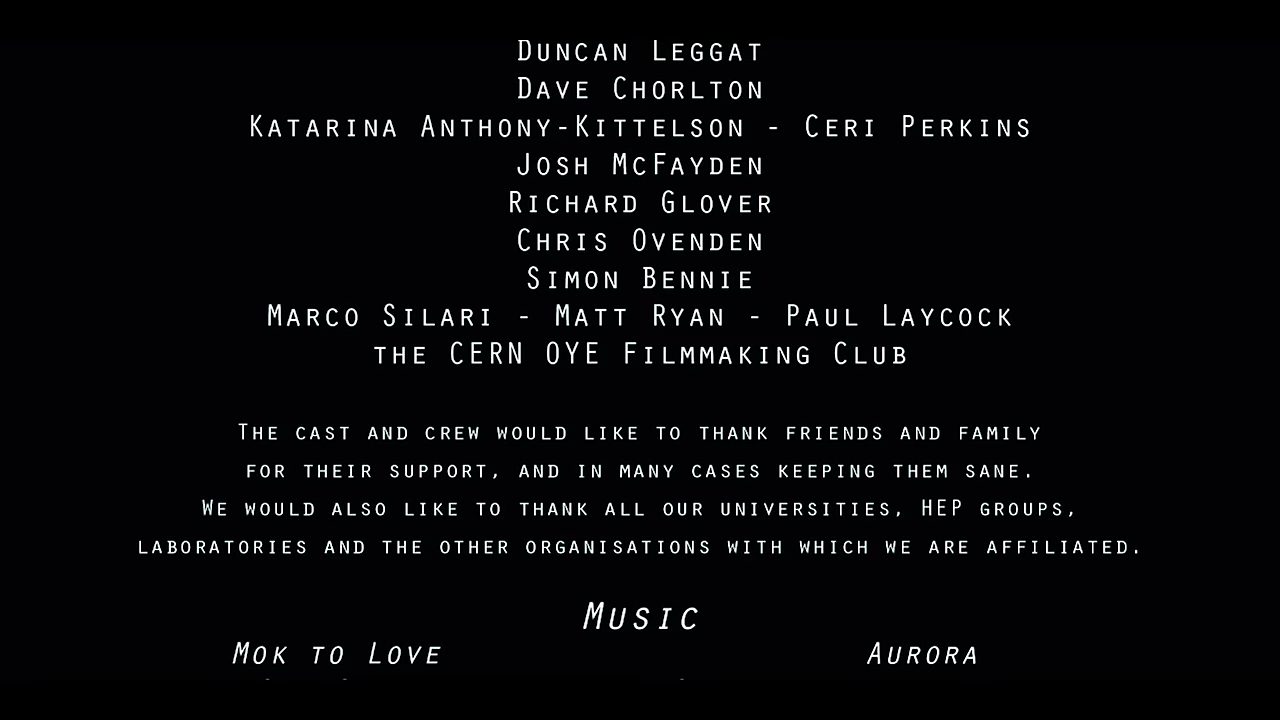 Duncan Leggat
Dave Chorlton
Katarina Anthony-Kittelson - Ceri Perkins
Josh McFayden
Richard Glover
Chris Ovenden
Simon Bennie
Marco Silari - Matt Ryan - Paul Laycock
the CERN OYE Filmmaking Club
The cast and crew would like to thank friends and family
for their support, and in many cases keeping them sane.
We would also like to thank all our universities, HEP groups,
laboratories and the other organisations with which we are affiliated.
Music
Mok to Love Aurora